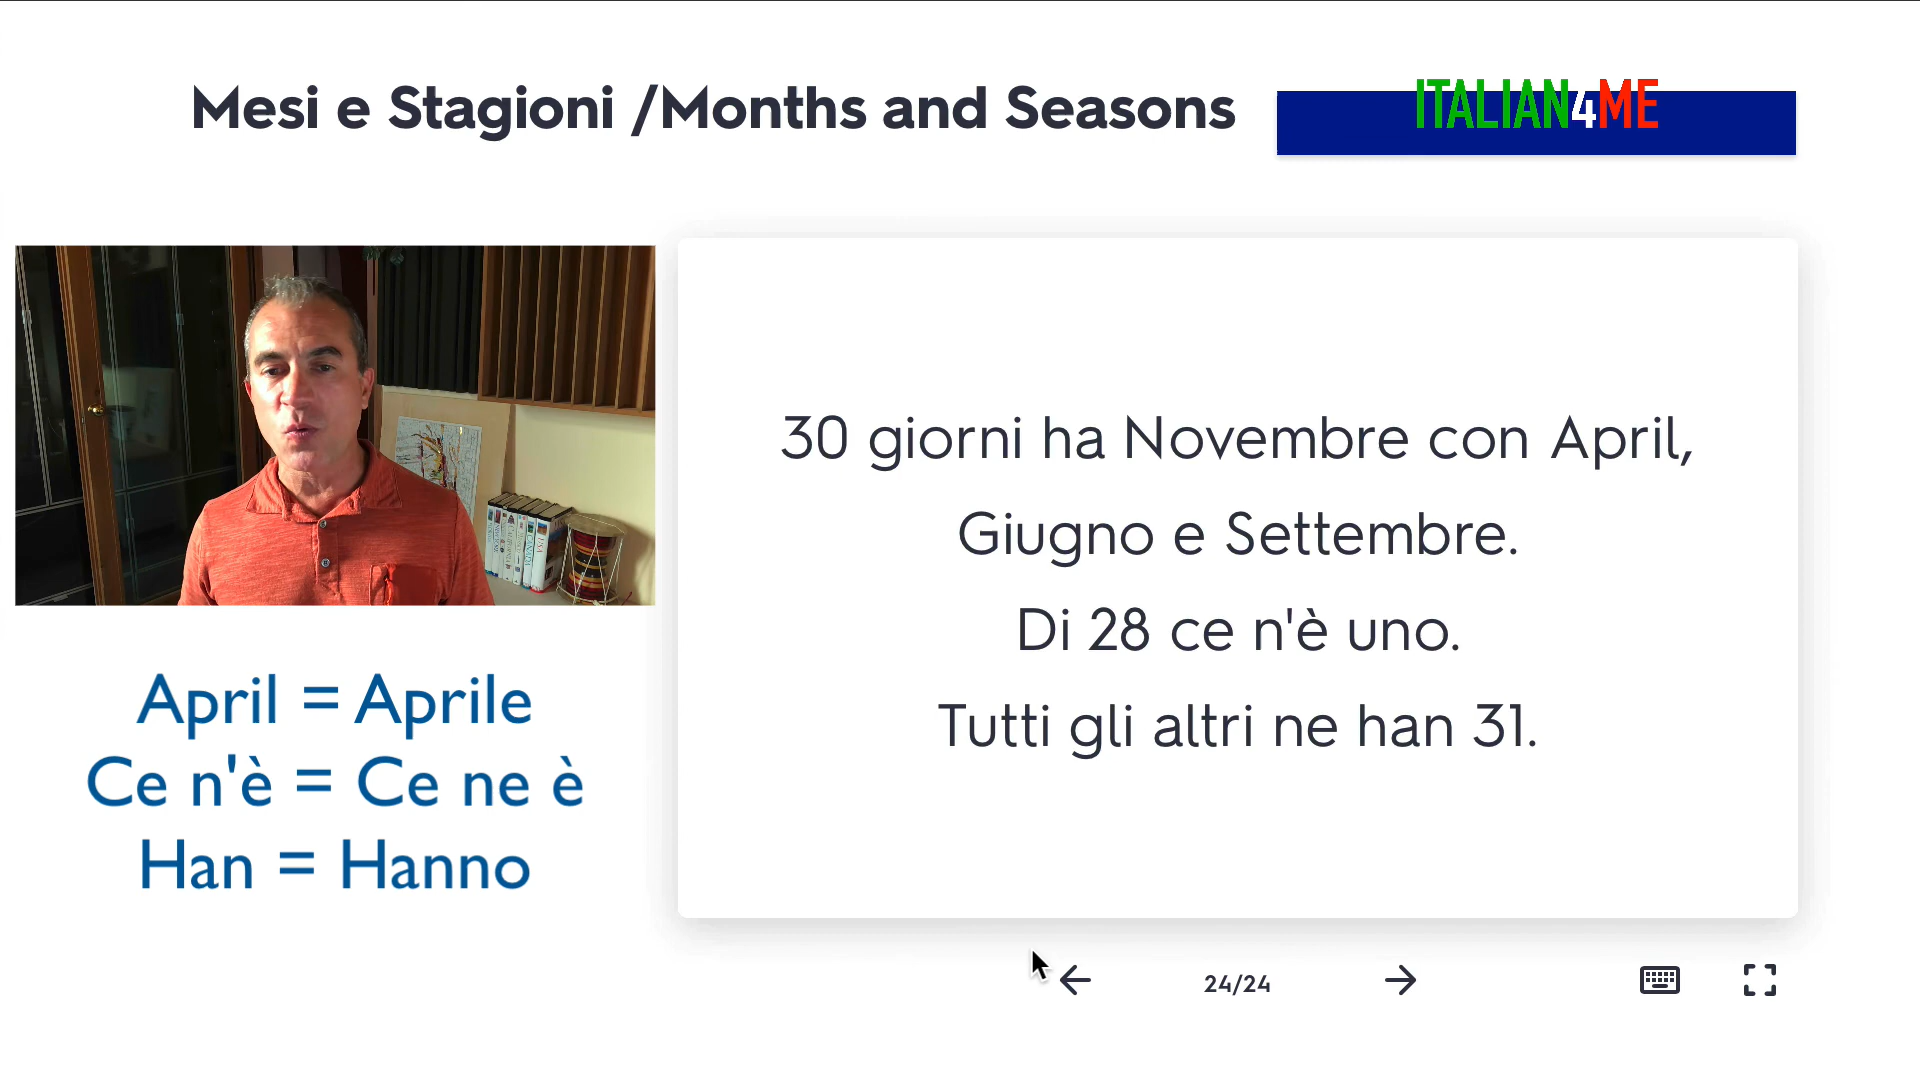 Mesi e Stagioni /Months and Seasons
ITALIAN4ME
30 giorni ha Novembre con April,
Giugno e Settembre.
Di 28 ce n'è uno.
Tutti gli altri ne han 31.
April = Aprile
Ce n'è = Ce ne è
Han = Hanno
24/24